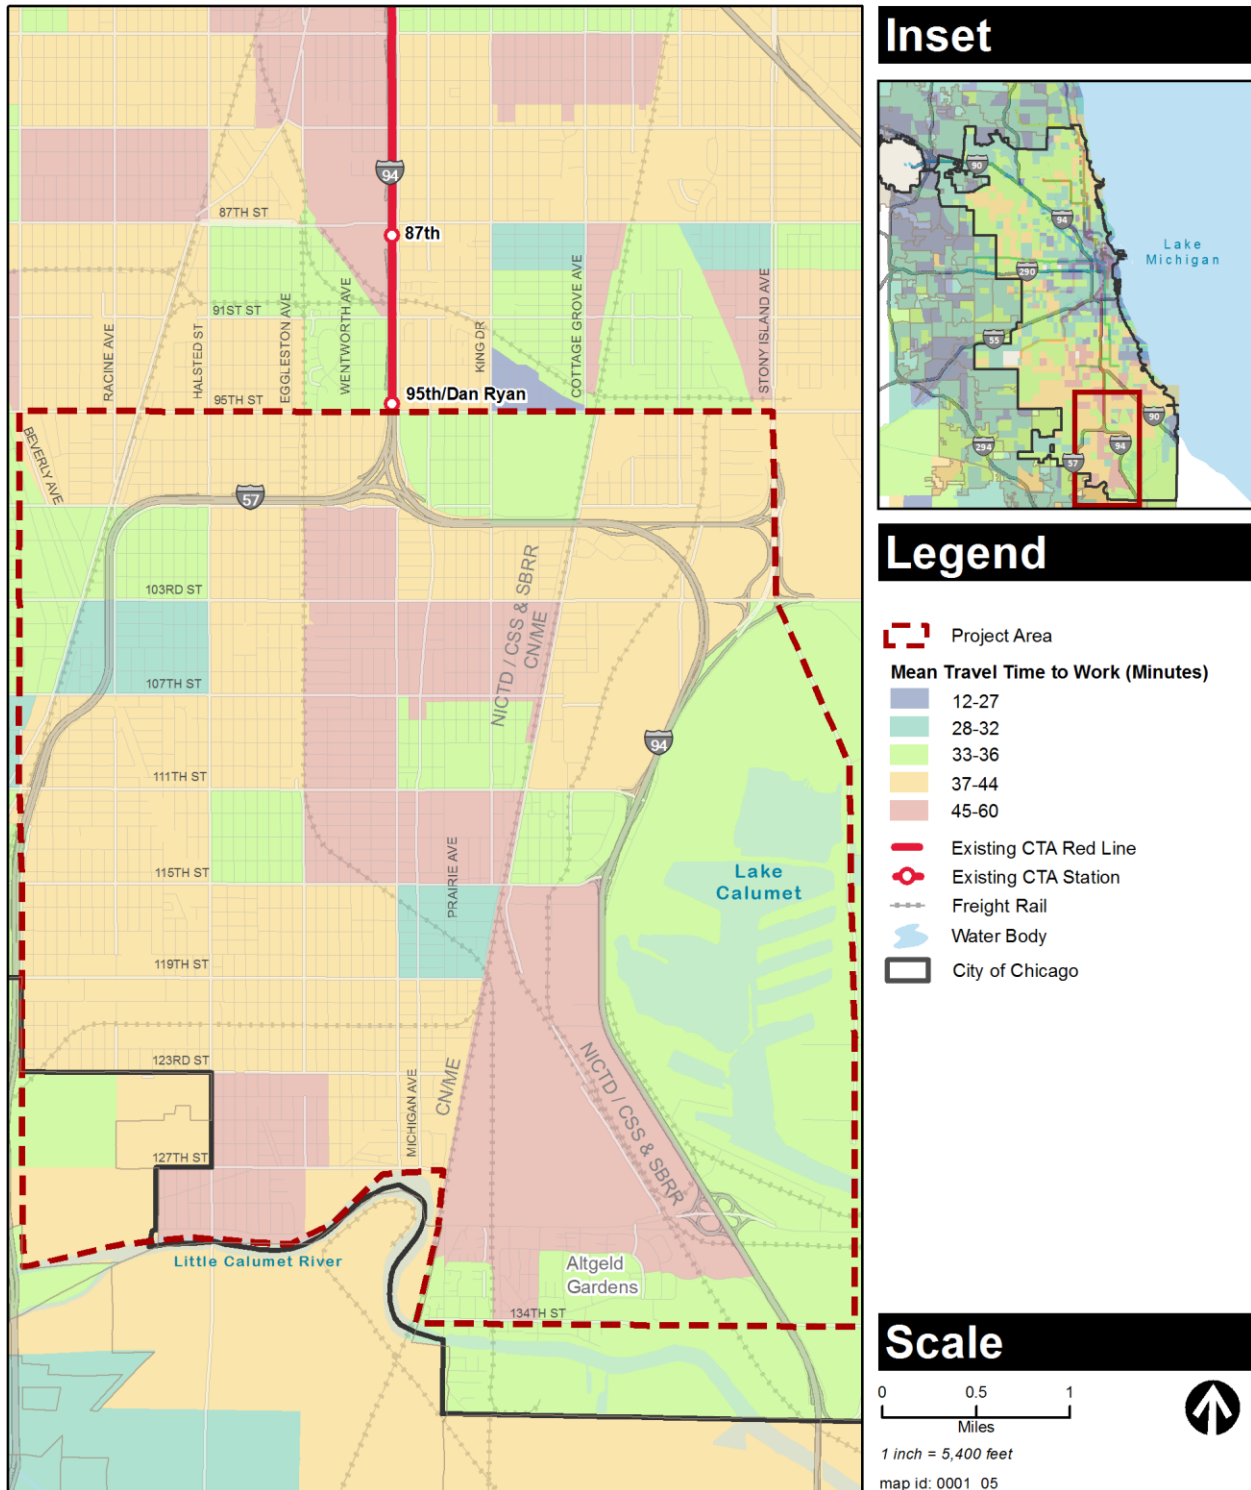 94
87TH ST
87th
91ST ST
RACINE AVE
HALSTED ST
EGGLESTON AVE
WENTWORTH AVE
KING DR
COTTAGE GROVE AVE
STONY ISLAND AVE
95TH ST
95th/Dan Ryan
BEVERLY AVE
57
103RD ST
NICTD / CSS & SBRR
CN/ME
107TH ST
94
111TH ST
115TH ST
PRAIRIE AVE
Lake
Calumet
119TH ST
123RD ST
MICHIGAN AVE
CN/ME
NICTD / CSS & SBRR
127TH ST
Little Calumet River
Altgeld
Gardens
134TH ST
Inset
90
94
290
55
294
57
94
90
Lake
Michigan
Legend
Project Area
Mean Travel Time to Work (Minutes)
12-27
28-32
33-36
37-44
45-60
Existing CTA Red Line
Existing CTA Station
Freight Rail
Water Body
City of Chicago
Scale
0 0.5 1
Miles
1 inch = 5,400 feet
map id: 0001_05